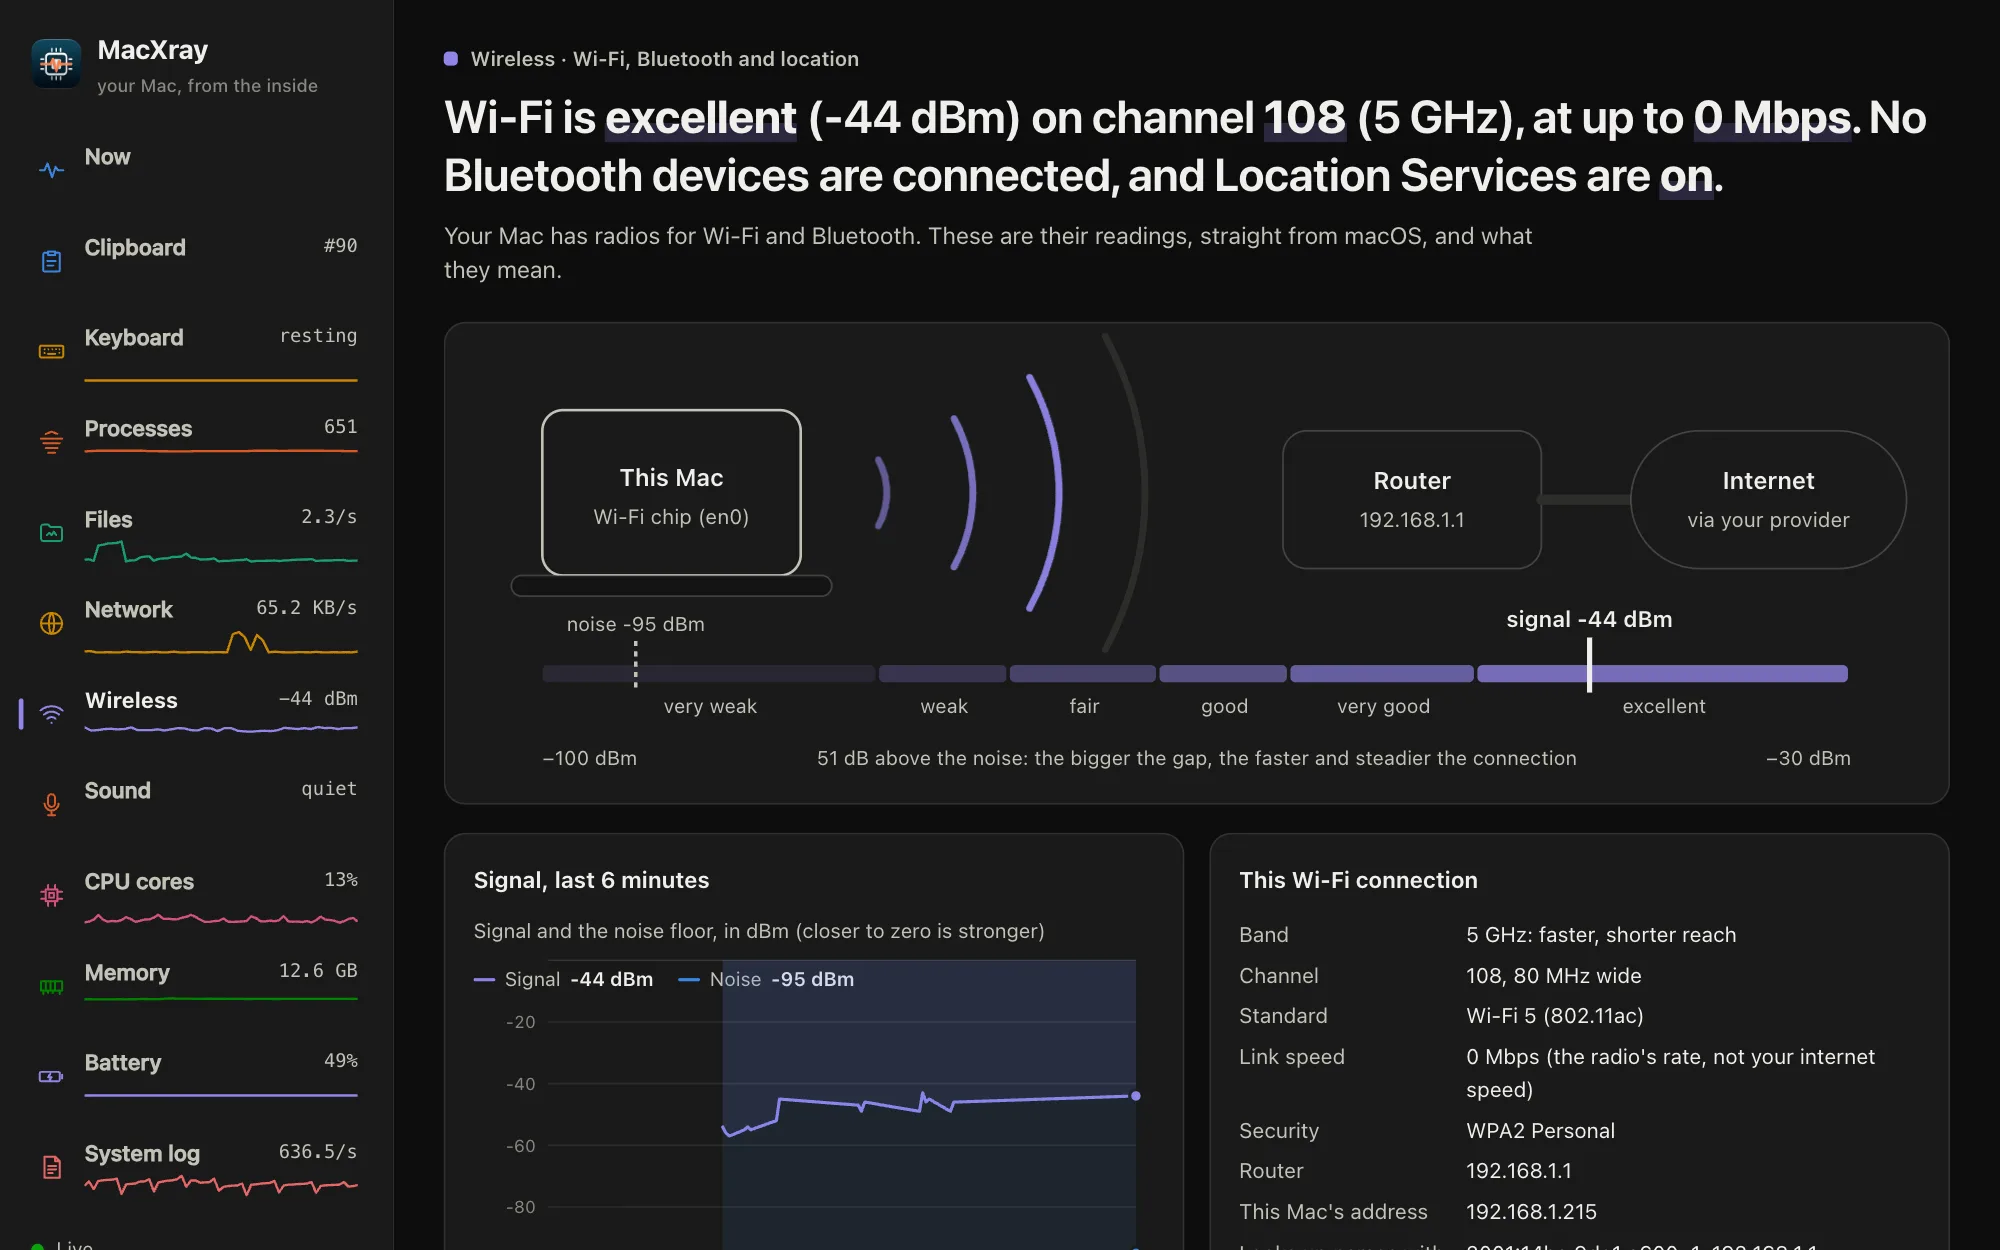 MacXray
your Mac, from the inside
Now
Clipboard #90
Keyboard resting
Processes 651
Files 2.3/s
Network 65.2 KB/s
Wireless −44 dBm
Sound quiet
CPU cores 13%
Memory 12.6 GB
Battery 49%
System log 636.5/s
Live
Wireless · Wi-Fi, Bluetooth and location
Wi-Fi is excellent (-44 dBm) on channel 108 (5 GHz), at up to 0 Mbps. No
Bluetooth devices are connected, and Location Services are on.
Your Mac has radios for Wi-Fi and Bluetooth. These are their readings, straight from macOS, and what
they mean.
This Mac
Wi-Fi chip (en0)
Router
192.168.1.1
Internet
via your provider
noise -95 dBm
signal -44 dBm
very weak weak fair good very good excellent
−100 dBm 51 dB above the noise: the bigger the gap, the faster and steadier the connection −30 dBm
Signal, last 6 minutes
Signal and the noise floor, in dBm (closer to zero is stronger)
Signal -44 dBm Noise -95 dBm
-20
-40
-60
-80
This Wi-Fi connection
Band 5 GHz: faster, shorter reach
Channel 108, 80 MHz wide
Standard Wi-Fi 5 (802.11ac)
Link speed 0 Mbps (the radio's rate, not your internet
speed)
Security WPA2 Personal
Router 192.168.1.1
This Mac's address 192.168.1.215